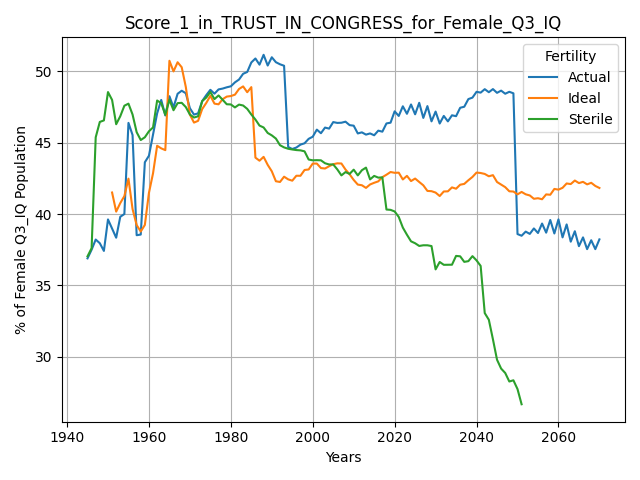 Score_1_in_TRUST_IN_CONGRESS_for_Female_Q3_IQ
% of Female Q3_IQ Population
50
45
40
35
30
Fertility
Actual
Ideal
Sterile
1940 1960 1980 2000 2020 2040 2060
Years